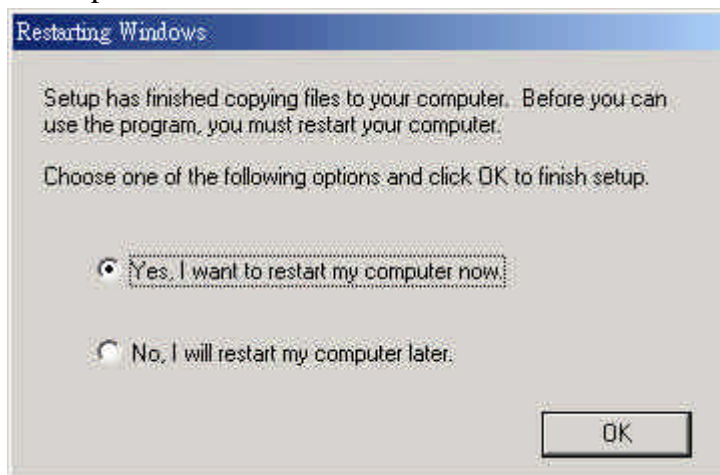 Restarting Windows
Setup has finished copying files to your computer. Before you can
use the program, you must restart your computer.
Choose one of the following options and click OK to finish setup.
Yes, I want to restart my computer now.
No, I will restart my computer later.
OK